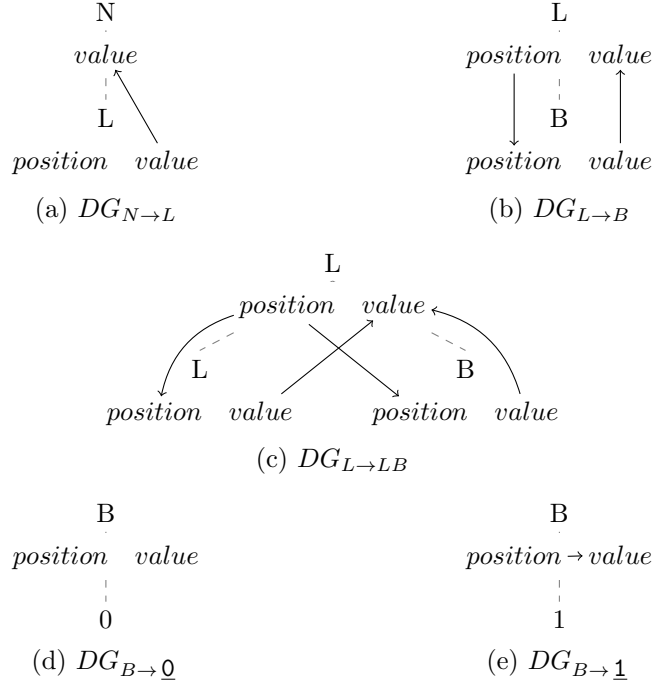 N L
value position value
L B
position value position value
(a) DG_{N→L} (b) DG_{L→B}
L
position value
L B
position value position value
(c) DG_{L→LB}
B B
position value position → value
0 1
(d) DG_{B→0} (e) DG_{B→1}